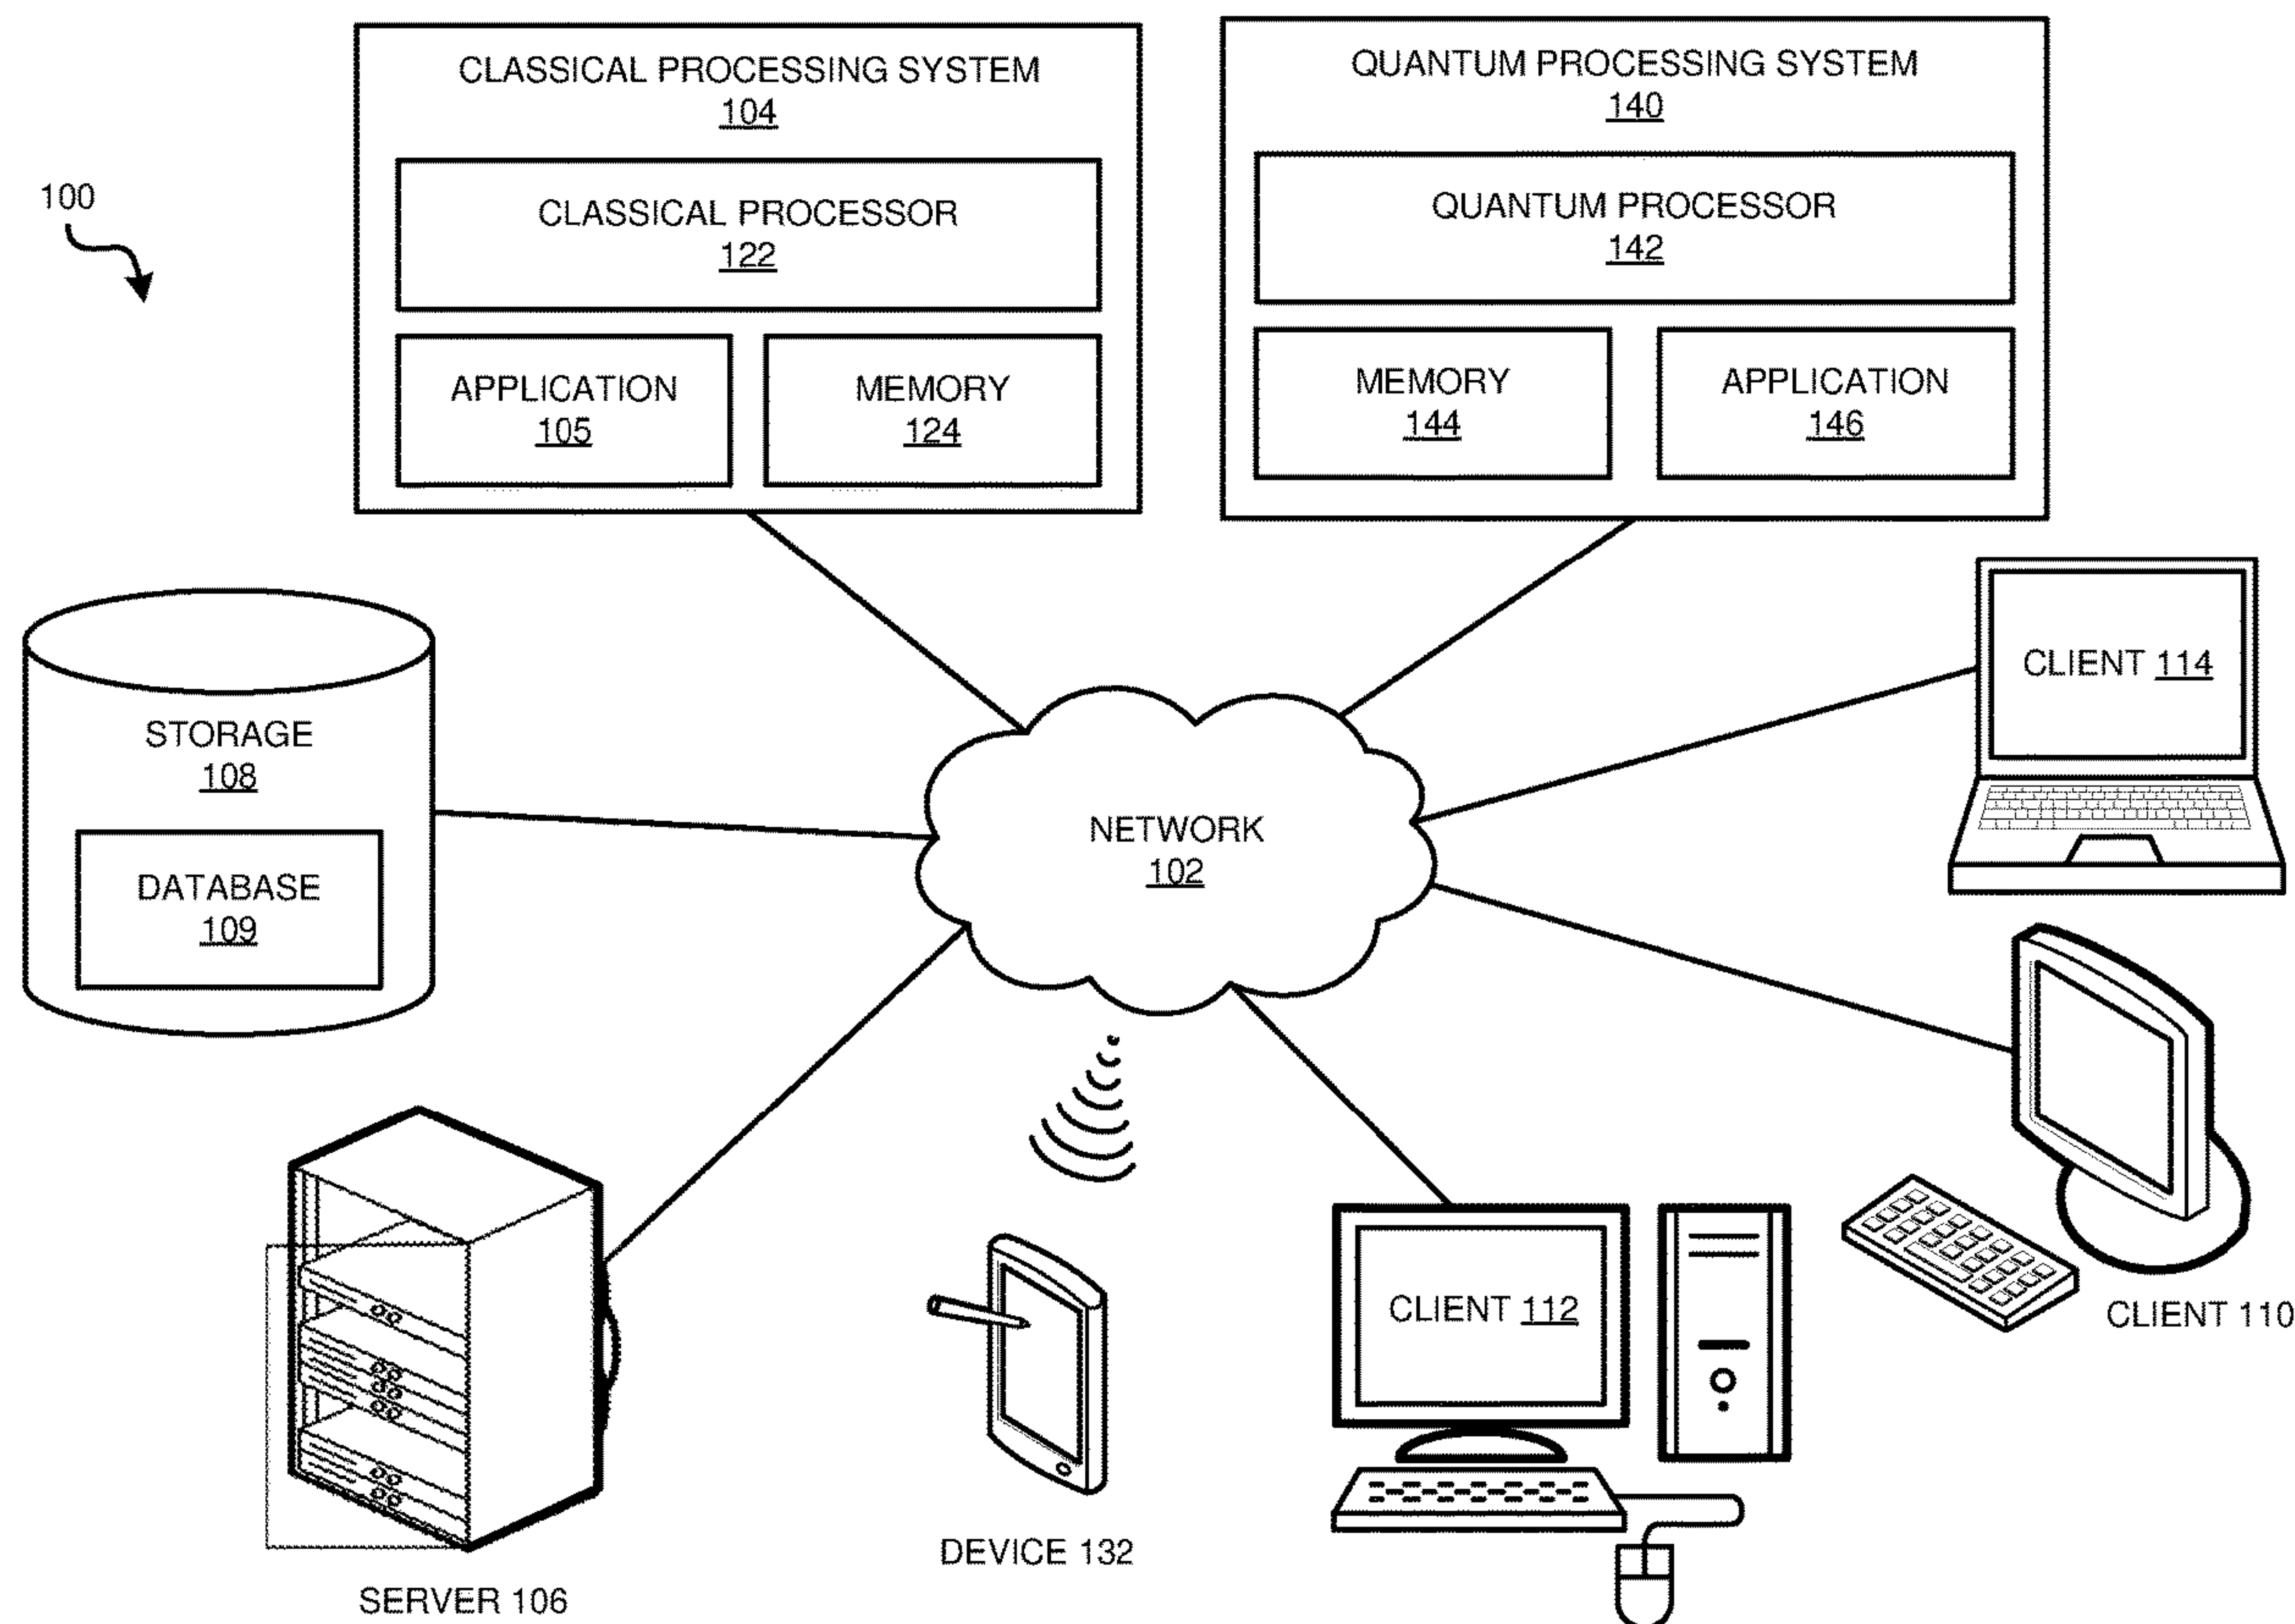 CLASSICAL PROCESSING SYSTEM
104
CLASSICAL PROCESSOR
122
APPLICATION
105
MEMORY
124
QUANTUM PROCESSING SYSTEM
140
QUANTUM PROCESSOR
142
MEMORY
144
APPLICATION
146
100
STORAGE
108
DATABASE
109
NETWORK
102
CLIENT 114
CLIENT 110
CLIENT 112
DEVICE 132
SERVER 106